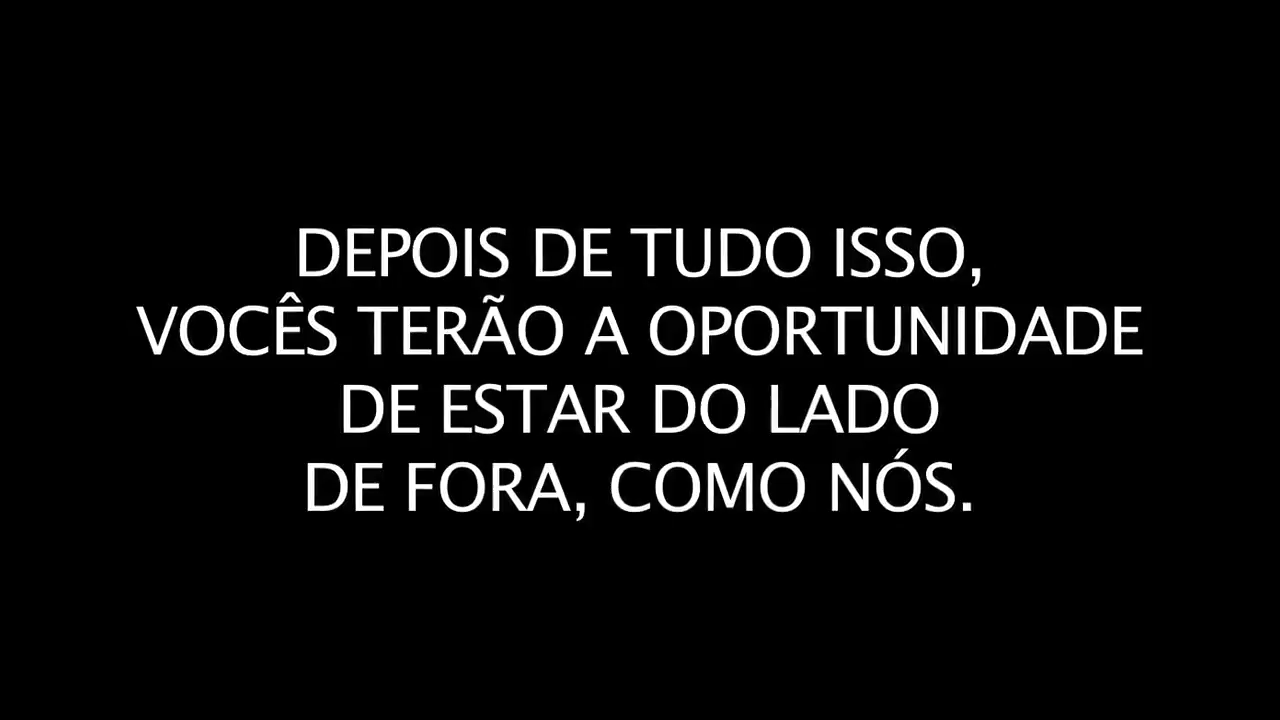 DEPOIS DE TUDO ISSO,
VOCÊS TERÃO A OPORTUNIDADE
DE ESTAR DO LADO
DE FORA, COMO NÓS.